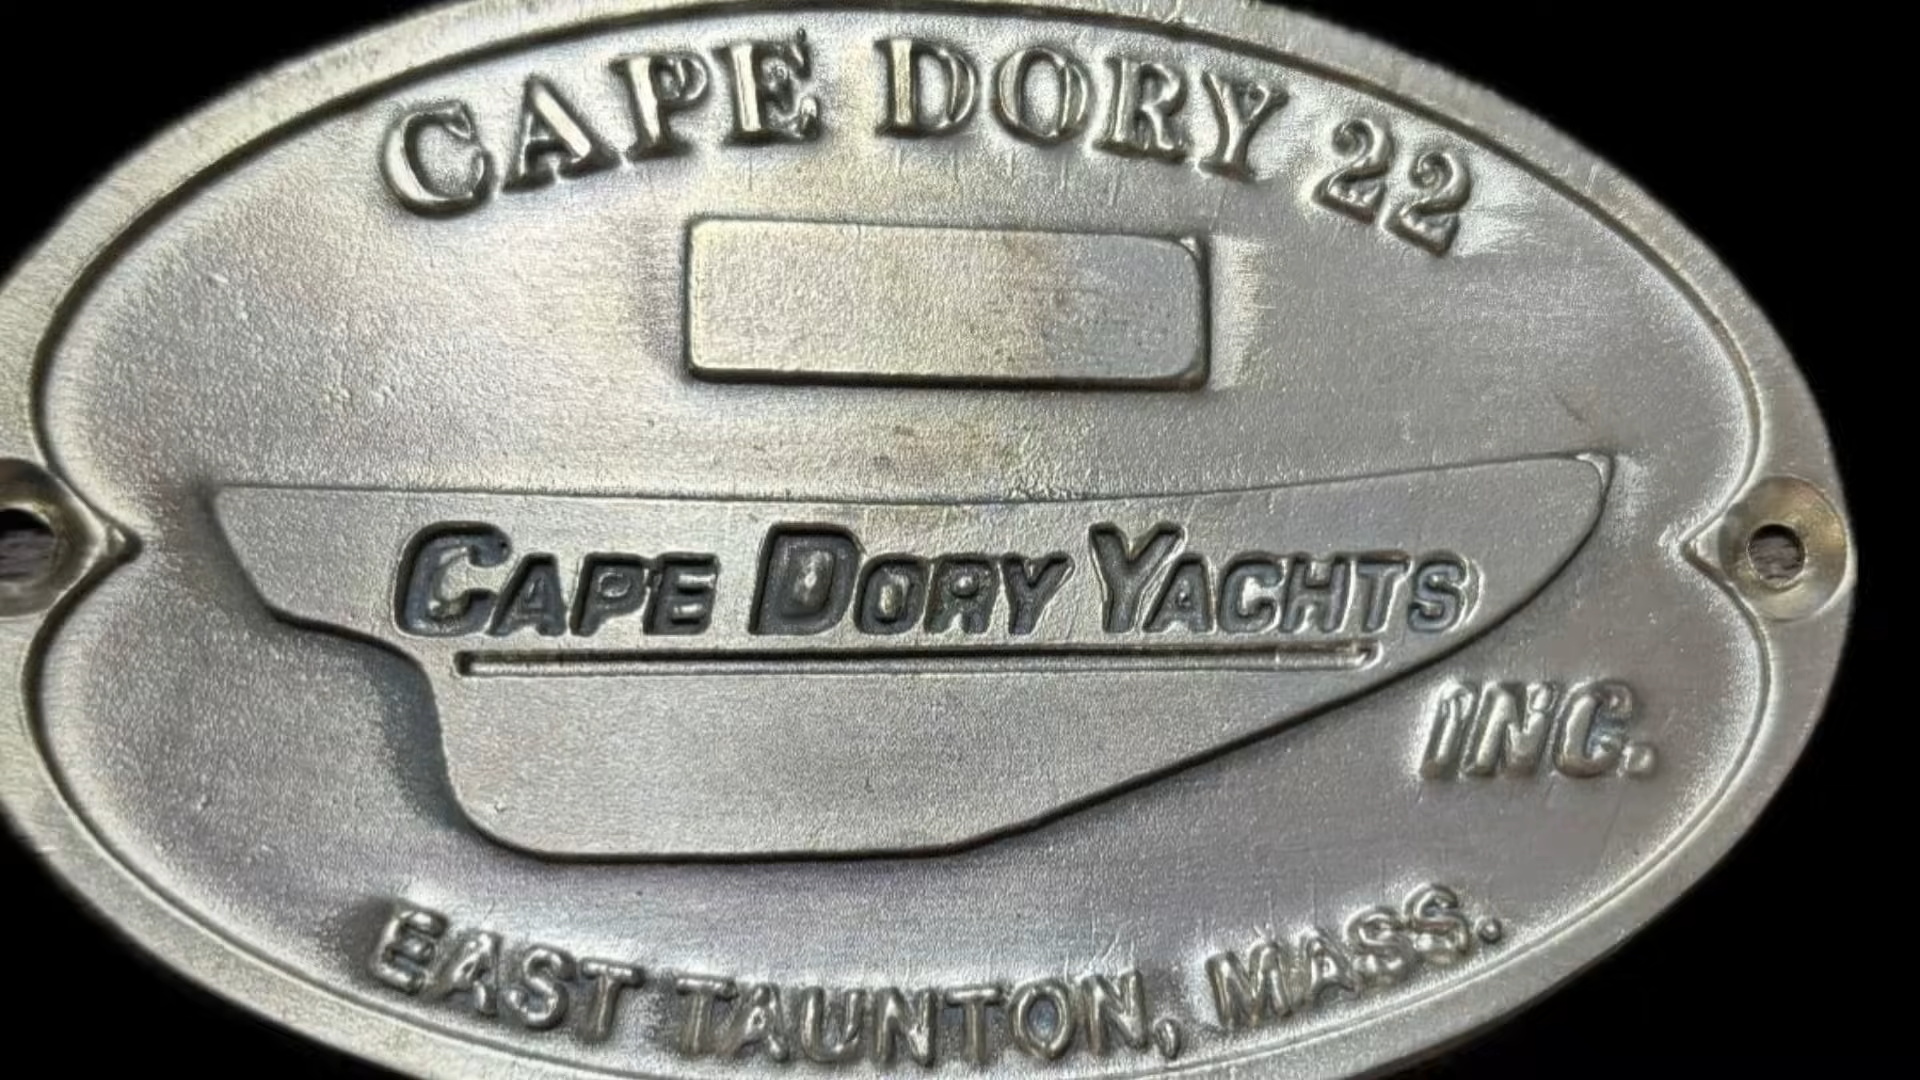 CAPE DORY 22
CAPE DORY YACHTS
INC.
EAST TAUNTON, MASS.